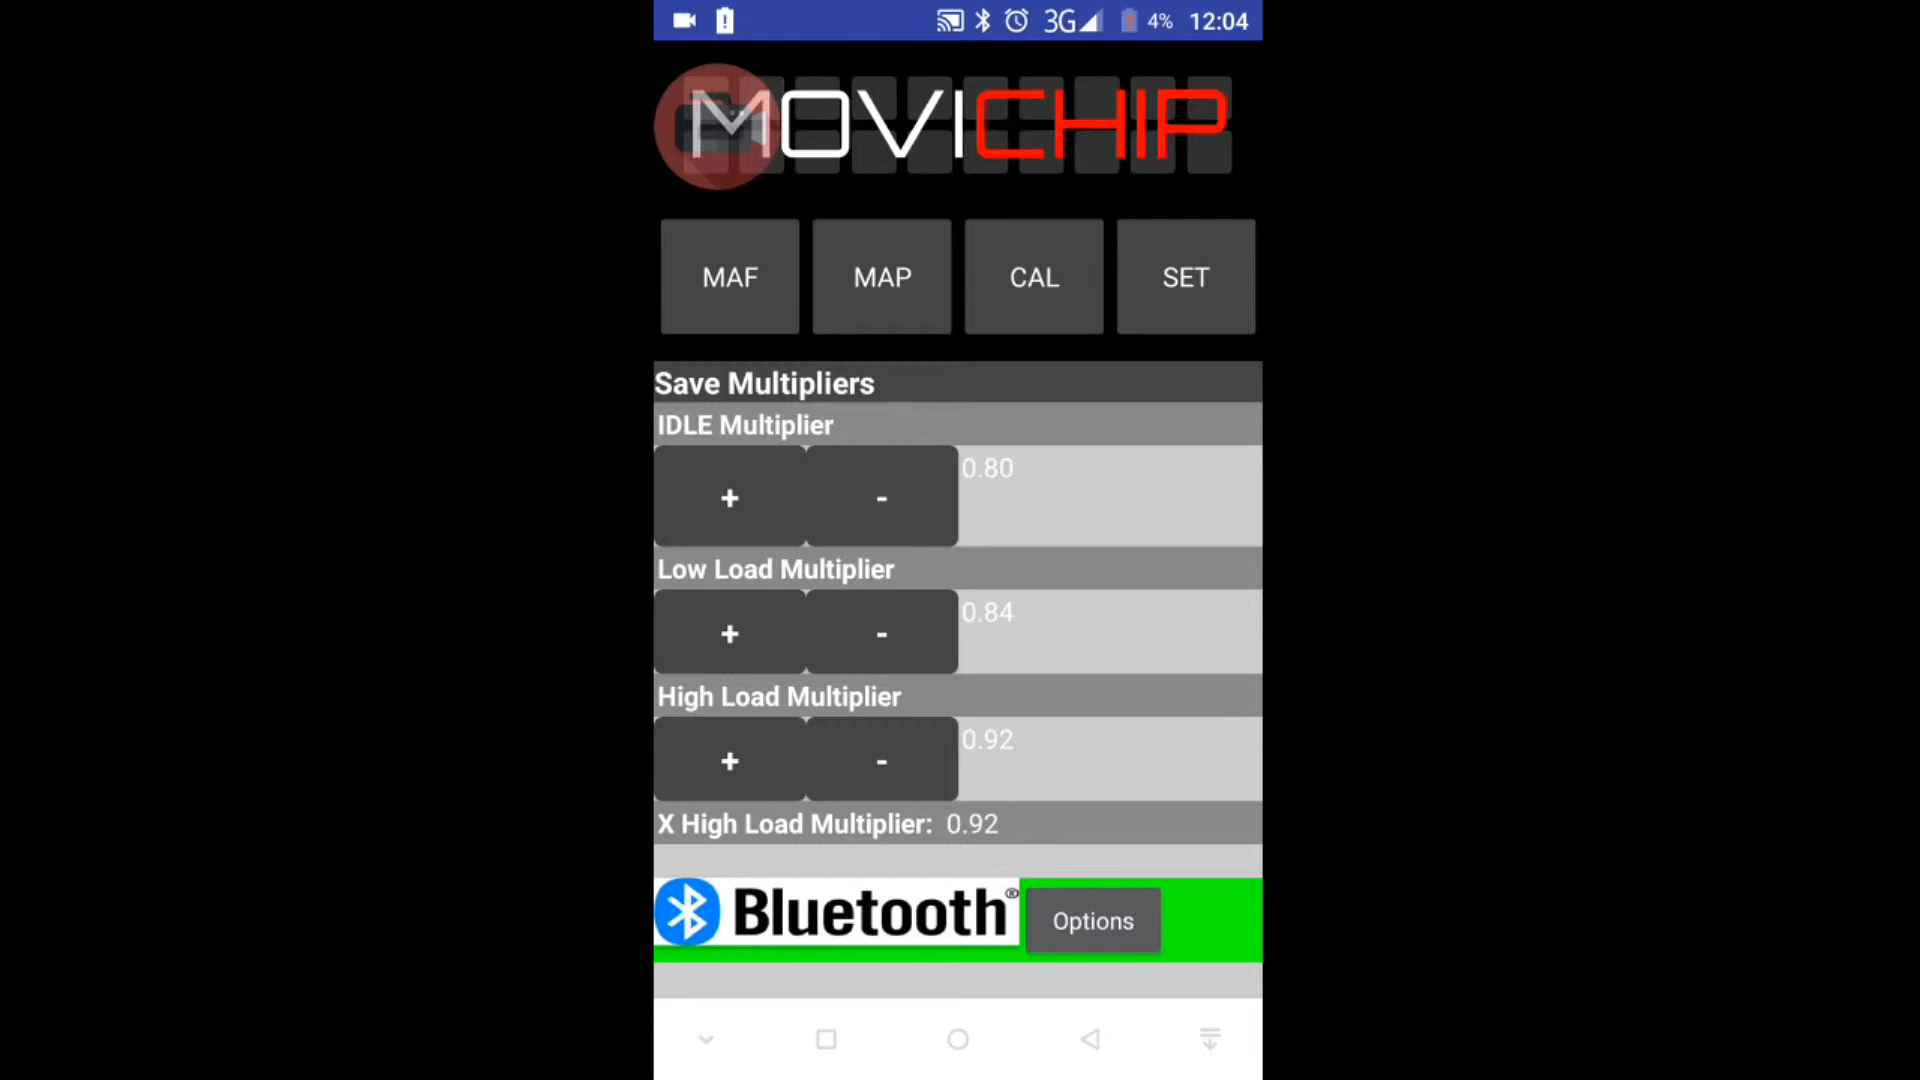 3G 4% 12:04
MOVICHIP
MAF MAP CAL SET
Save Multipliers
IDLE Multiplier
+ - 0.80
Low Load Multiplier
+ - 0.84
High Load Multiplier
+ - 0.92
X High Load Multiplier: 0.92
Bluetooth® Options